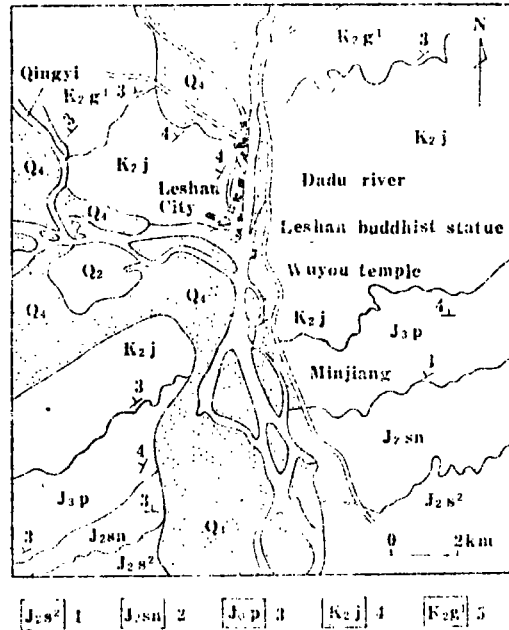 K₂g¹ 3 N
Qingyi Q₄
K₂g¹ 3
3 4 K₂j K₂j
Q₄ 4
Leshan Dadu river
City
Q₄ Leshan buddhist statue
Q₂ Wuyou temple
Q₄ Q₄ 4
K₂j K₂j J₃p
Minjiang
3
J₂sn
4
J₃p 3 J₂s²
3 J₂sn Q₄ 0 2km
J₂s²
[J₂s²] 1 [J₂sn] 2 [J₃p] 3 [K₂j] 4 [K₂g¹] 5